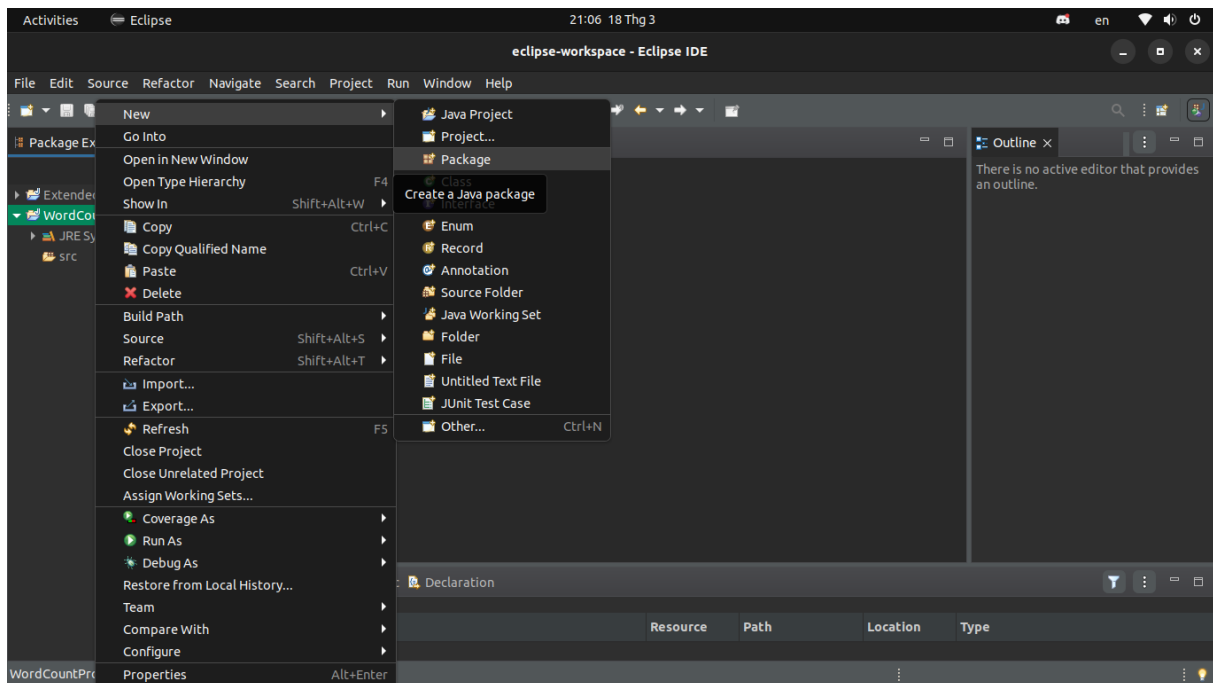 Activities Eclipse 21:06 18 Thg 3 en
eclipse-workspace - Eclipse IDE
File Edit Source Refactor Navigate Search Project Run Window Help
Package Ex
Extended
WordCou
JRE Sy
src
New
Go Into
Open in New Window
Open Type Hierarchy F4
Show In Shift+Alt+W
Copy Ctrl+C
Copy Qualified Name
Paste Ctrl+V
Delete
Build Path
Source Shift+Alt+S
Refactor Shift+Alt+T
Import...
Export...
Refresh F5
Close Project
Close Unrelated Project
Assign Working Sets...
Coverage As
Run As
Debug As
Restore from Local History...
Team
Compare With
Configure
Properties Alt+Enter
Java Project
Project...
Package
Class
Create a Java package
Interface
Enum
Record
Annotation
Source Folder
Java Working Set
Folder
File
Untitled Text File
JUnit Test Case
Other... Ctrl+N
Outline
There is no active editor that provides
an outline.
Declaration
Resource Path Location Type
WordCountPro